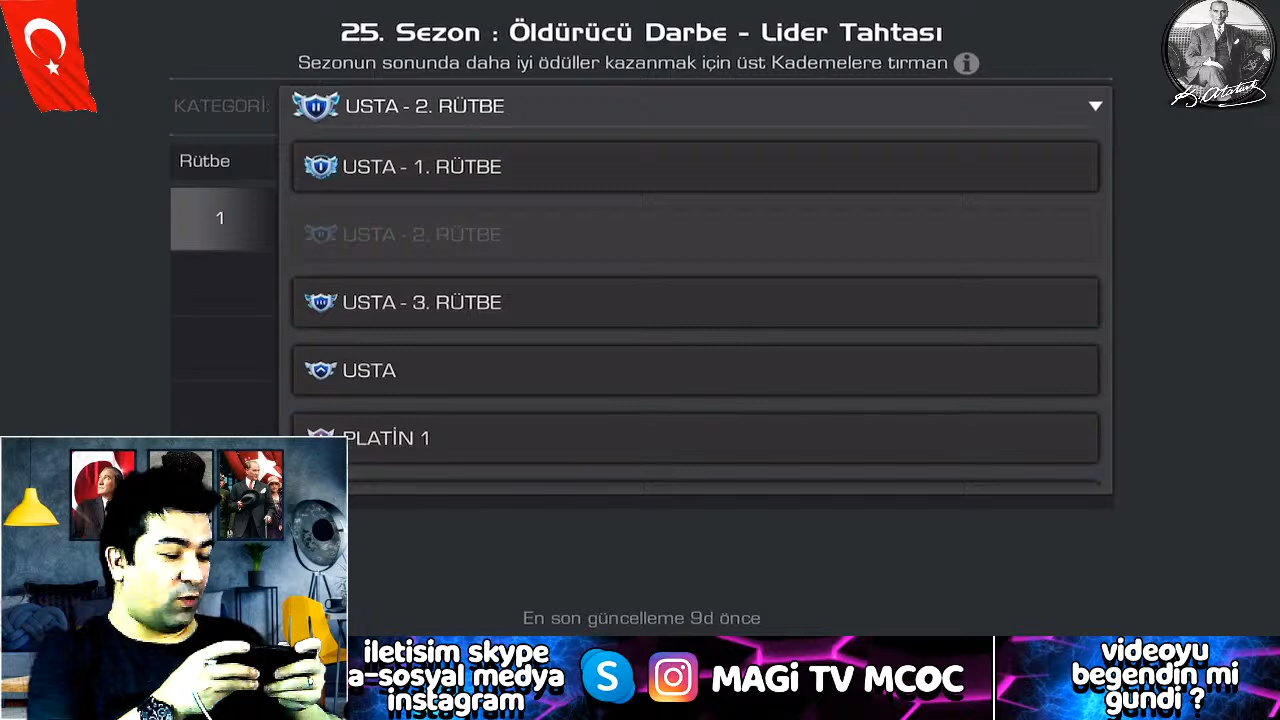 25. Sezon : Öldürücü Darbe - Lider Tahtası
Sezonun sonunda daha iyi ödüller kazanmak için üst Kademelere tırman
KATEGORİ:
USTA - 2. RÜTBE
Rütbe
USTA - 1. RÜTBE
1
USTA - 2. RÜTBE
USTA - 3. RÜTBE
USTA
PLATİN 1
En son güncelleme 9d önce
iletisim skype
a-sosyal medya
instagram
MAGi TV MCOC
videoyu
begendin mi
gundi ?